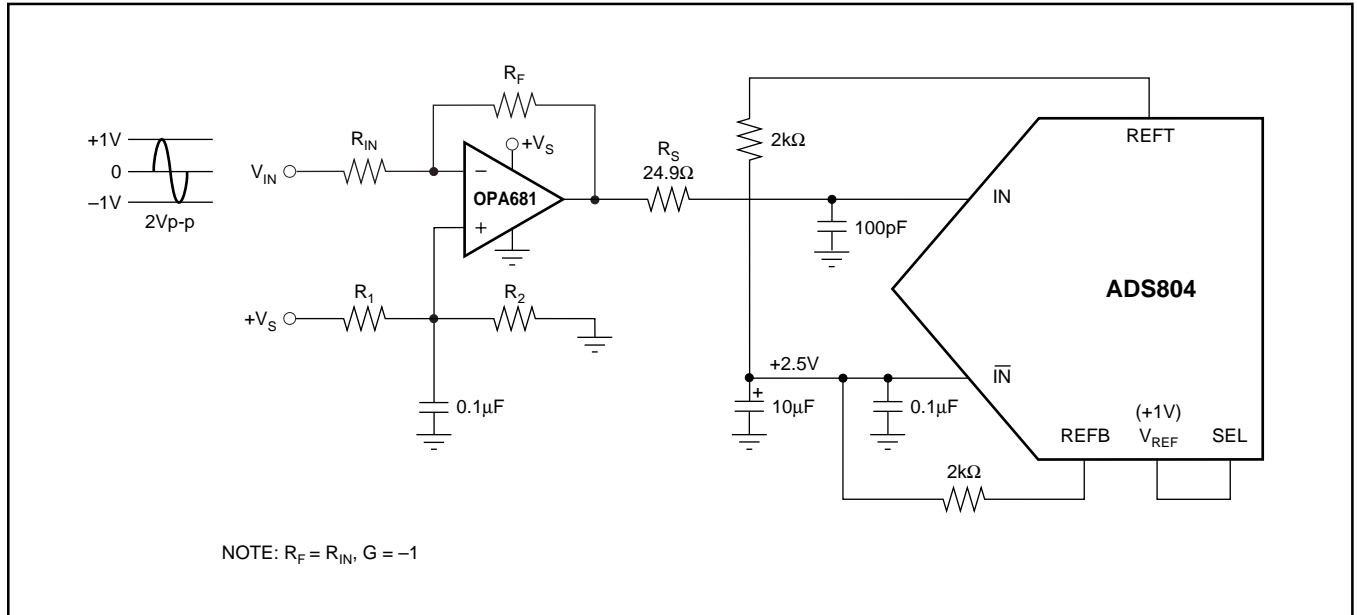 R_F
+1V
0
–1V
2Vp-p
V_IN
R_IN
+V_S
OPA681
–
+
R_S
24.9Ω
2kΩ
REFT
IN
100pF
ADS804
+V_S
R_1
R_2
0.1µF
+2.5V
+
10µF
0.1µF
I̅N̅
REFB
(+1V)
V_REF
SEL
2kΩ
NOTE: R_F = R_IN, G = –1